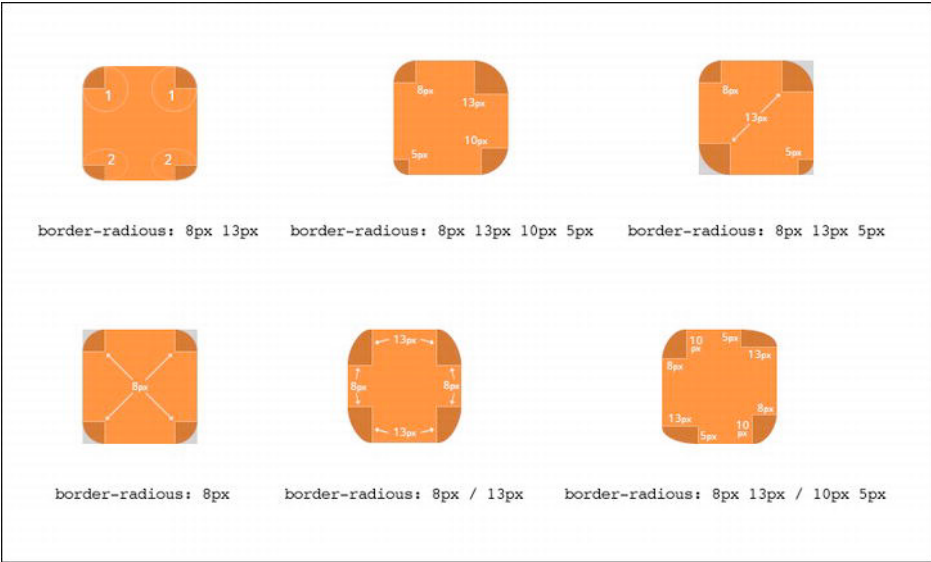 1 1
2 2
8px
13px
10px
5px
8px
13px
5px
border-radious: 8px 13px
border-radious: 8px 13px 10px 5px
border-radious: 8px 13px 5px
8px
13px
8px 8px
13px
10 px 5px
8px 13px
13px 8px
5px 10 px
border-radious: 8px
border-radious: 8px / 13px
border-radious: 8px 13px / 10px 5px